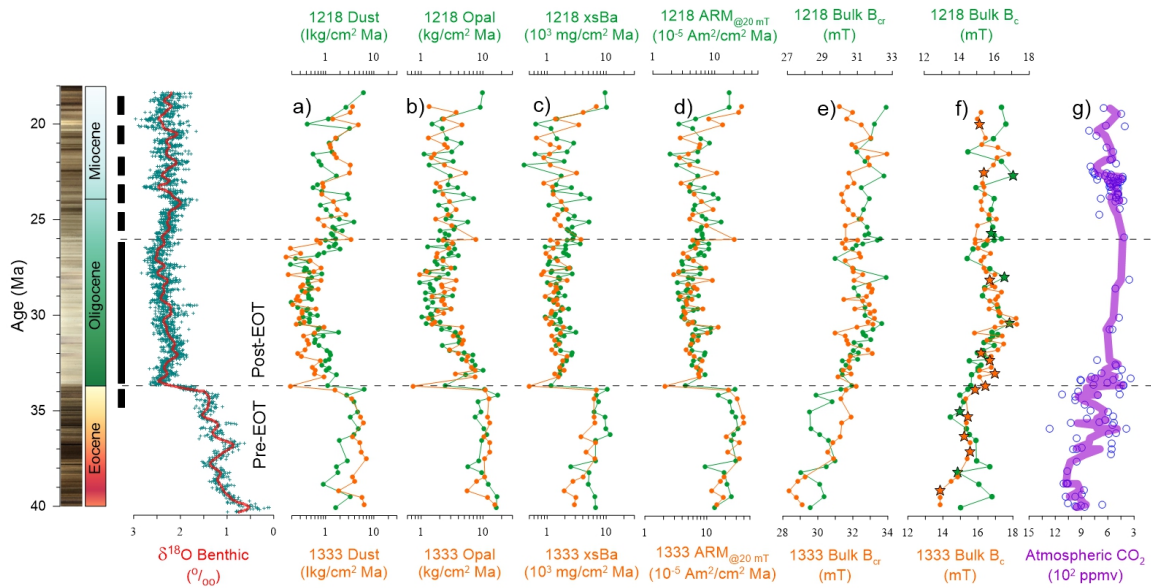 1218 Dust
(Ikg/cm² Ma)
1218 Opal
(kg/cm² Ma)
1218 xsBa
(10³ mg/cm² Ma)
1218 ARM@20 mT
(10⁻⁵ Am²/cm² Ma)
1218 Bulk Bcr
(mT)
1218 Bulk Bc
(mT)
1 10
1 10
1 10
1 10
27 29 31 33
10 12 14 16 18
a)
b)
c)
d)
e)
f)
g)
Age (Ma)
20
25
30
35
40
Miocene
Oligocene
Eocene
Post-EOT
Pre-EOT
3 2 1 0
1 10
1 10
1 10
1 10
28 30 32 34
12 14 16 18
15 12 9 6 3
δ¹⁸O Benthic
(⁰/₀₀)
1333 Dust
(Ikg/cm² Ma)
1333 Opal
(kg/cm² Ma)
1333 xsBa
(10³ mg/cm² Ma)
1333 ARM@20 mT
(10⁻⁵ Am²/cm² Ma)
1333 Bulk Bcr
(mT)
1333 Bulk Bc
(mT)
Atmospheric CO₂
(10² ppmv)